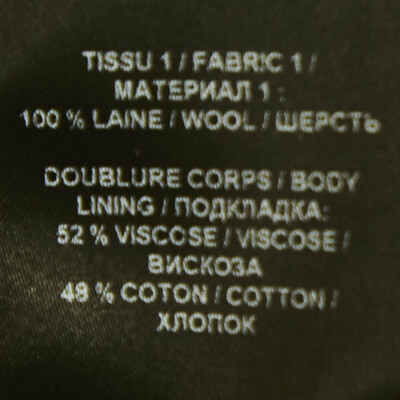 TISSU 1 / FABRIC 1 /
МАТЕРИАЛ 1 :
100 % LAINE / WOOL / ШЕРСТЬ
DOUBLURE CORPS / BODY
LINING / ПОДКЛАДКА:
52 % VISCOSE / VISCOSE /
ВИСКОЗА
48 % COTON / COTTON /
ХЛОПОК